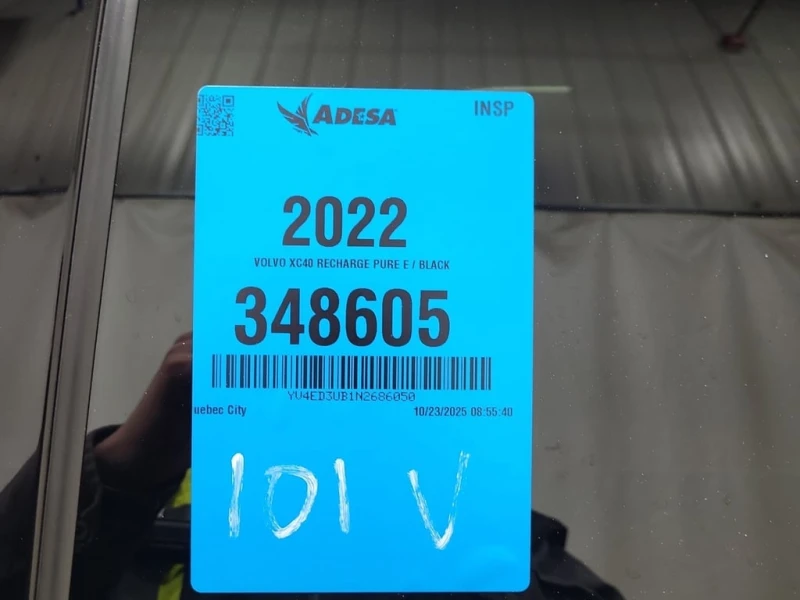 ADESA
INSP
2022
VOLVO XC40 RECHARGE PURE E / BLACK
348605
YV4ED3UB1N2686050
uebec City 10/23/2025 08:55:40
101 V